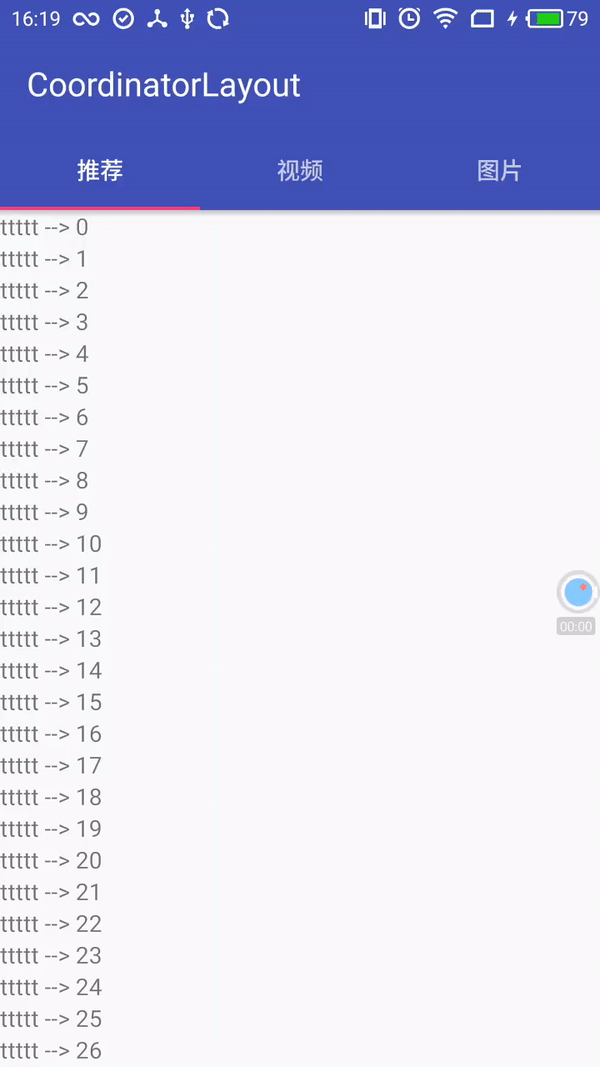 16:19 79
CoordinatorLayout
推荐 视频 图片
ttttt --> 0
ttttt --> 1
ttttt --> 2
ttttt --> 3
ttttt --> 4
ttttt --> 5
ttttt --> 6
ttttt --> 7
ttttt --> 8
ttttt --> 9
ttttt --> 10
ttttt --> 11
ttttt --> 12
00:00
ttttt --> 13
ttttt --> 14
ttttt --> 15
ttttt --> 16
ttttt --> 17
ttttt --> 18
ttttt --> 19
ttttt --> 20
ttttt --> 21
ttttt --> 22
ttttt --> 23
ttttt --> 24
ttttt --> 25
ttttt --> 26